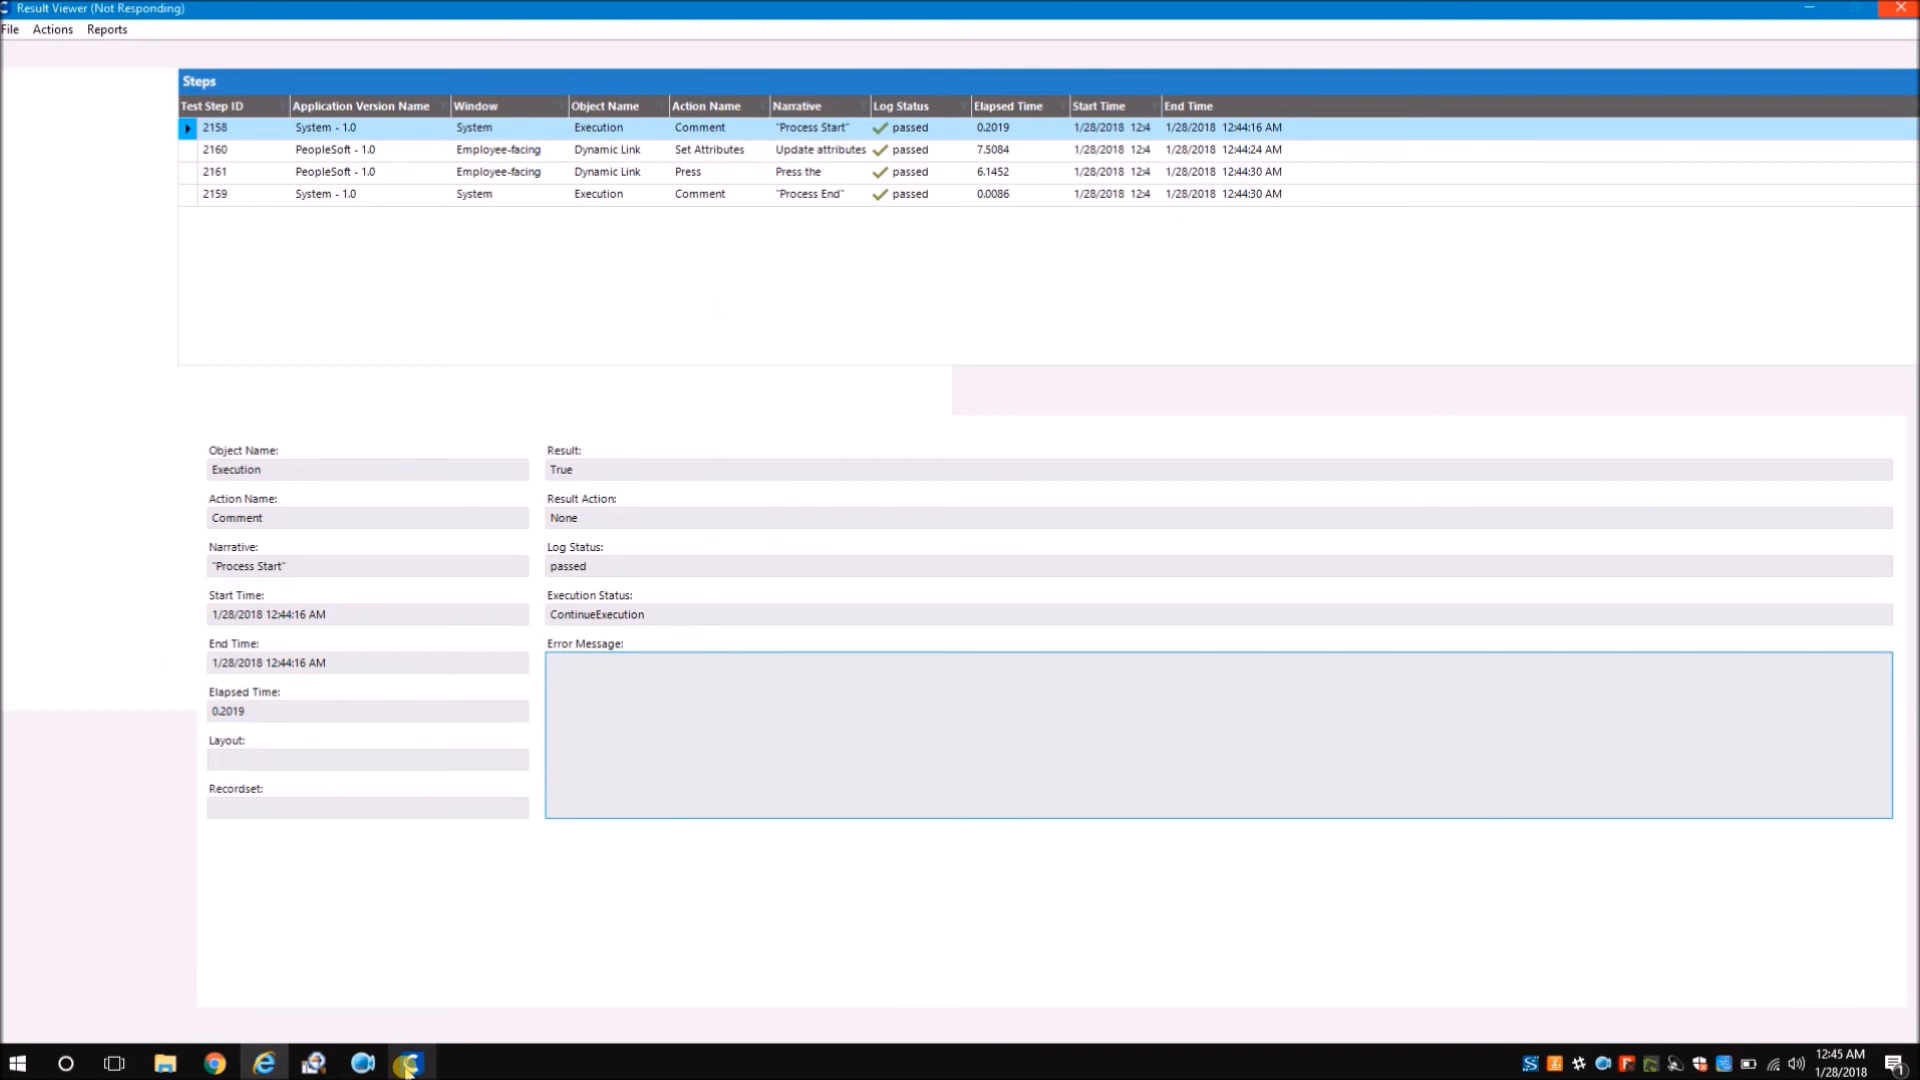 Result Viewer (Not Responding)
File Actions Reports
Steps
Test Step ID Application Version Name Window Object Name Action Name Narrative Log Status Elapsed Time Start Time End Time
2158 System - 1.0 System Execution Comment "Process Start" passed 0.2019 1/28/2018 12:4 1/28/2018 12:44:16 AM
2160 PeopleSoft - 1.0 Employee-facing Dynamic Link Set Attributes Update attributes passed 7.5084 1/28/2018 12:4 1/28/2018 12:44:24 AM
2161 PeopleSoft - 1.0 Employee-facing Dynamic Link Press Press the passed 6.1452 1/28/2018 12:4 1/28/2018 12:44:30 AM
2159 System - 1.0 System Execution Comment "Process End" passed 0.0086 1/28/2018 12:4 1/28/2018 12:44:30 AM
Object Name:
Execution
Action Name:
Comment
Narrative:
"Process Start"
Start Time:
1/28/2018 12:44:16 AM
End Time:
1/28/2018 12:44:16 AM
Elapsed Time:
0.2019
Layout:
Recordset:
Result:
True
Result Action:
None
Log Status:
passed
Execution Status:
ContinueExecution
Error Message:
12:45 AM
1/28/2018
1